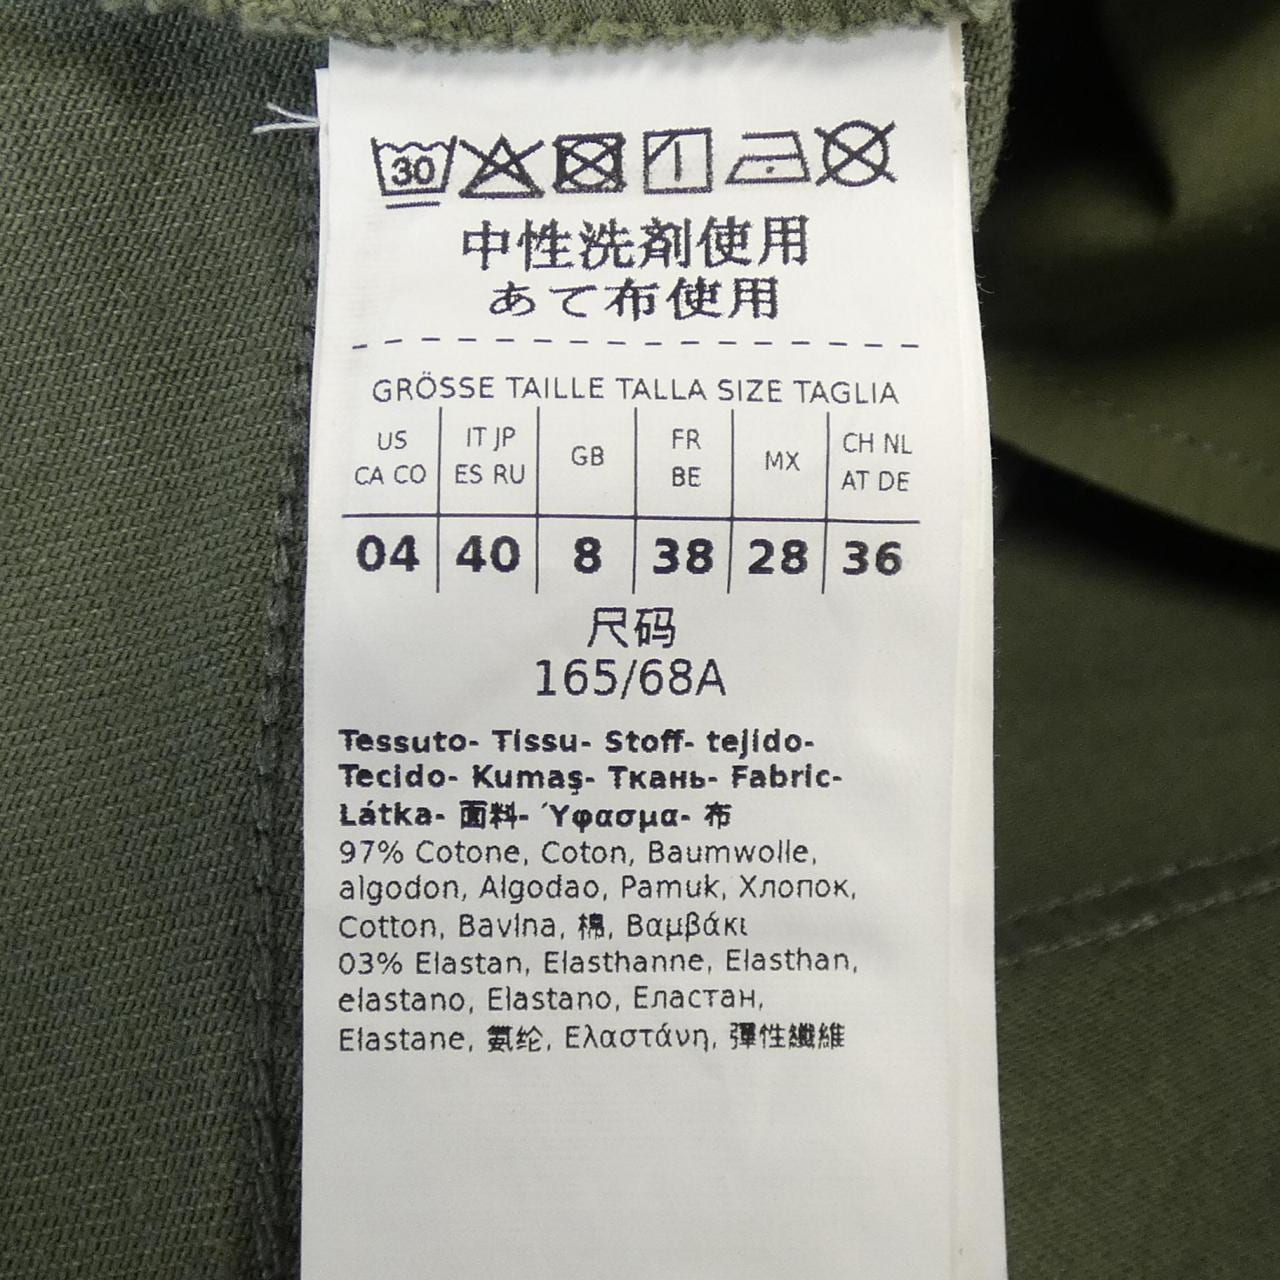 30
中性洗剤使用
あて布使用
GRÖSSE TAILLE TALLA SIZE TAGLIA
US CA CO IT JP ES RU GB FR BE MX CH NL AT DE
04 40 8 38 28 36
尺码
165/68A
Tessuto- Tissu- Stoff- tejido-
Tecido- Kumaş- Ткань- Fabric-
Látka- 面料- Ύφασμα- 布
97% Cotone, Coton, Baumwolle,
algodon, Algodao, Pamuk, Хлопок,
Cotton, Bavlna, 棉, Βαμβάκι
03% Elastan, Elasthanne, Elasthan,
elastano, Elastano, Еластан,
Elastane, 氨纶, Ελαστάνη, 彈性纖維